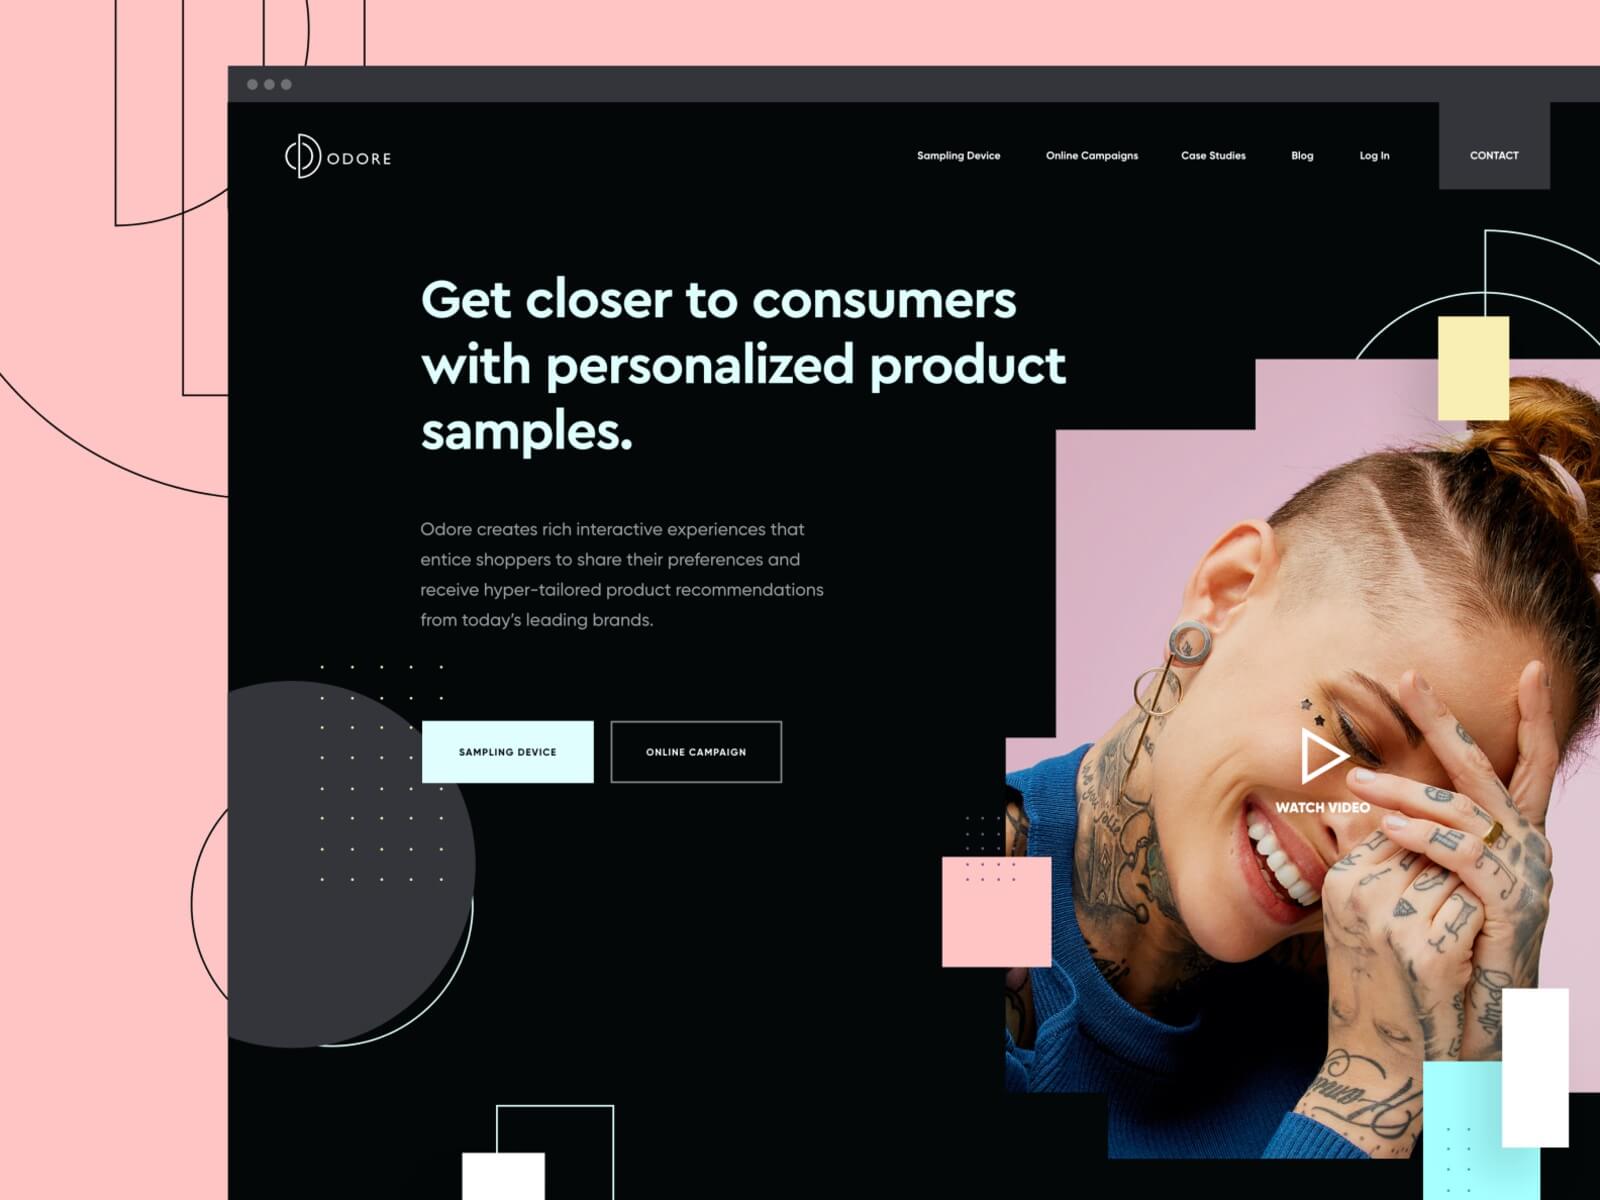 ODORE
Sampling Device
Online Campaigns
Case Studies
Blog
Log In
CONTACT
Get closer to consumers
with personalized product
samples.
Odore creates rich interactive experiences that
entice shoppers to share their preferences and
receive hyper-tailored product recommendations
from today's leading brands.
SAMPLING DEVICE
ONLINE CAMPAIGN
WATCH VIDEO